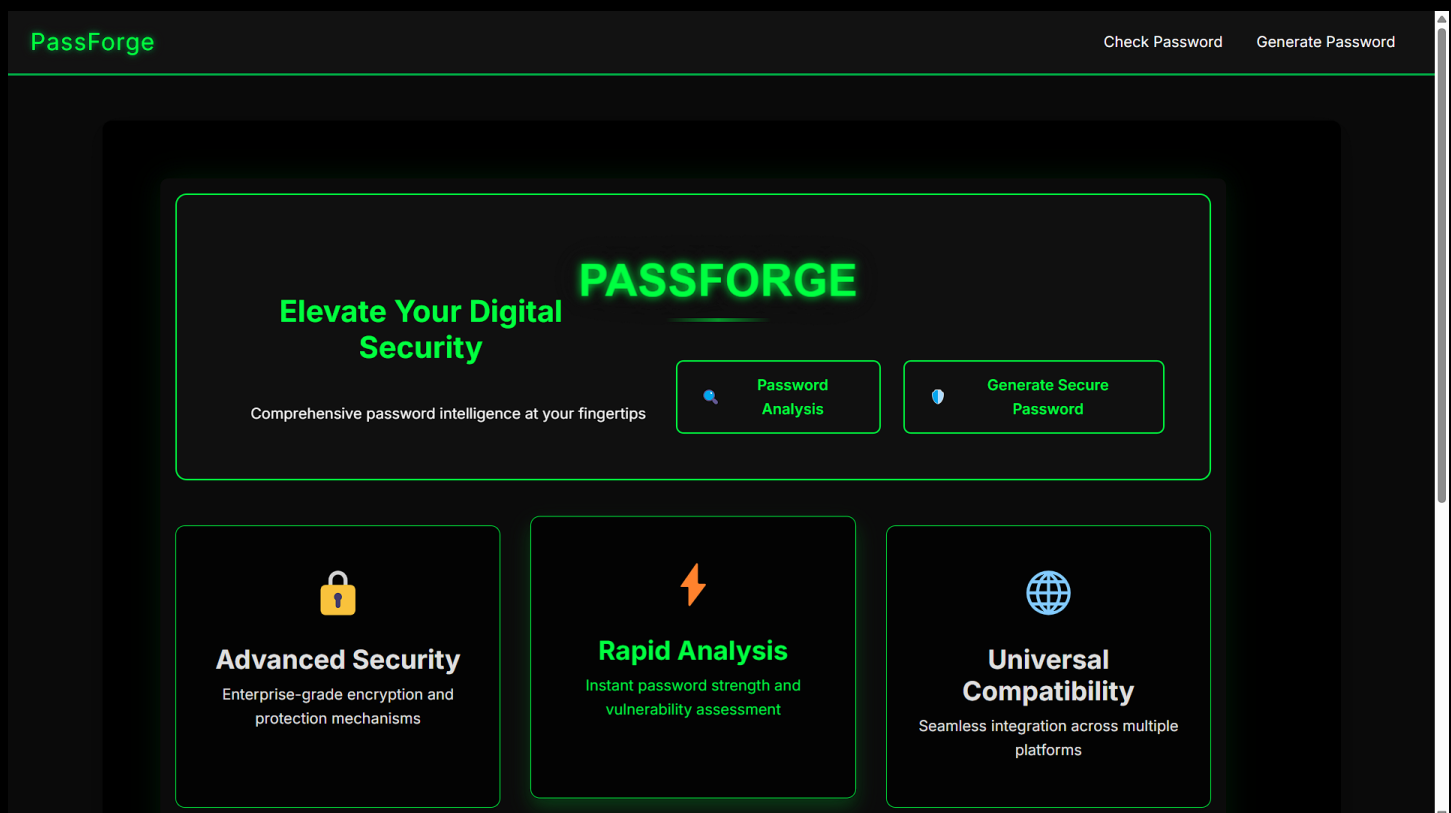 PassForge
Check Password
Generate Password
PASSFORGE
Elevate Your Digital
Security
Comprehensive password intelligence at your fingertips
Password
Analysis
Generate Secure
Password
Advanced Security
Enterprise-grade encryption and
protection mechanisms
Rapid Analysis
Instant password strength and
vulnerability assessment
Universal
Compatibility
Seamless integration across multiple
platforms